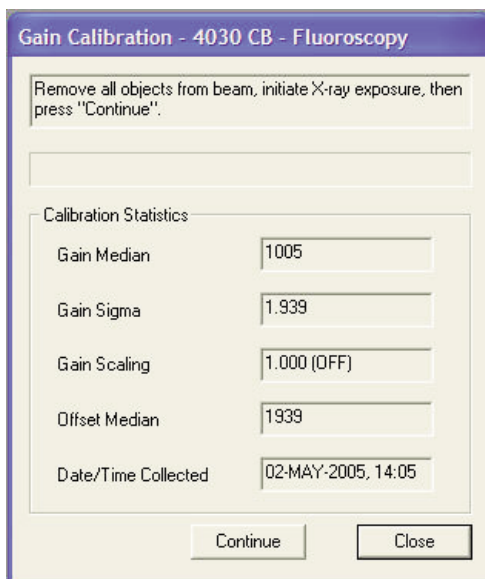 Gain Calibration - 4030 CB - Fluoroscopy
Remove all objects from beam, initiate X-ray exposure, then
press "Continue".
Calibration Statistics
Gain Median 1005
Gain Sigma 1.939
Gain Scaling 1.000 (OFF)
Offset Median 1939
Date/Time Collected 02-MAY-2005, 14:05
Continue Close